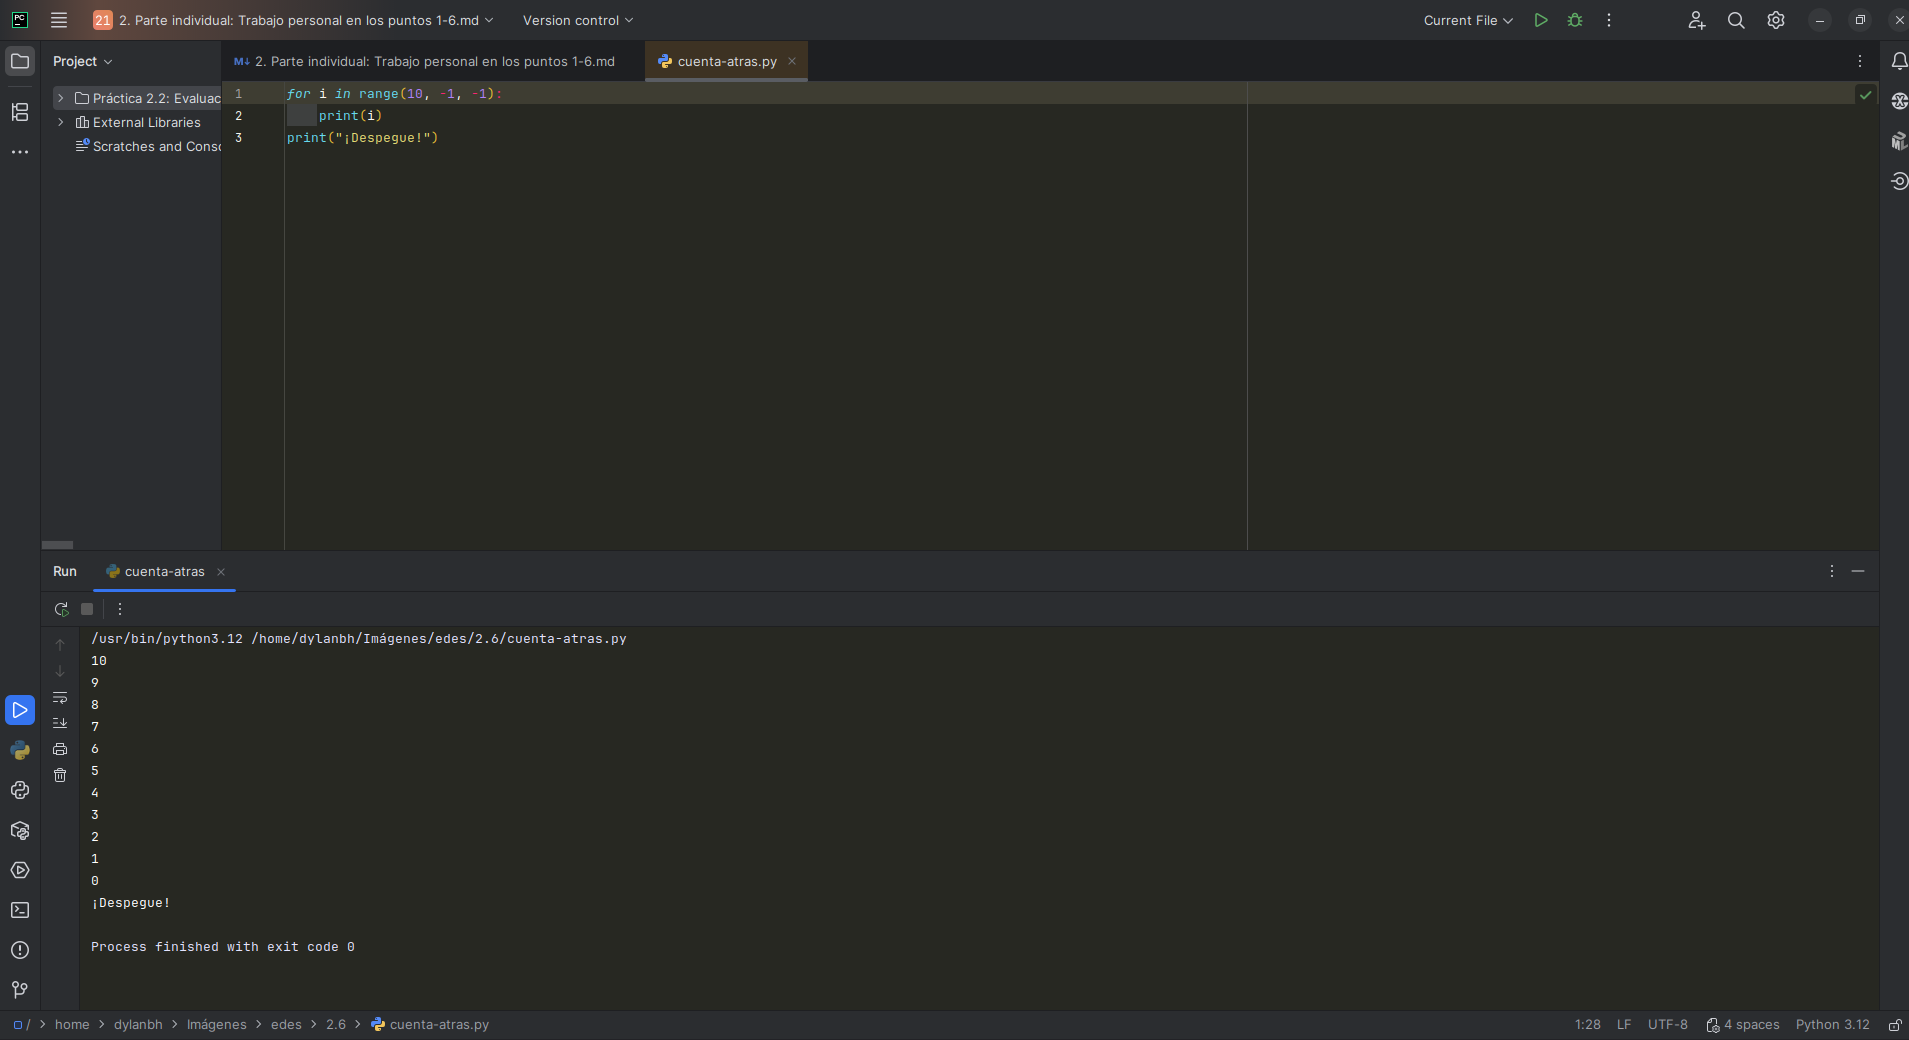 PC
21 2. Parte individual: Trabajo personal en los puntos 1-6.md
Version control
Current File
Project
M↓ 2. Parte individual: Trabajo personal en los puntos 1-6.md
cuenta-atras.py
Práctica 2.2: Evaluac
External Libraries
Scratches and Conso
1 for i in range(10, -1, -1):
2     print(i)
3 print("¡Despegue!")
Run
cuenta-atras
/usr/bin/python3.12 /home/dylanbh/Imágenes/edes/2.6/cuenta-atras.py
10
9
8
7
6
5
4
3
2
1
0
¡Despegue!
Process finished with exit code 0
/ > home > dylanbh > Imágenes > edes > 2.6 > cuenta-atras.py
1:28 LF UTF-8 4 spaces Python 3.12